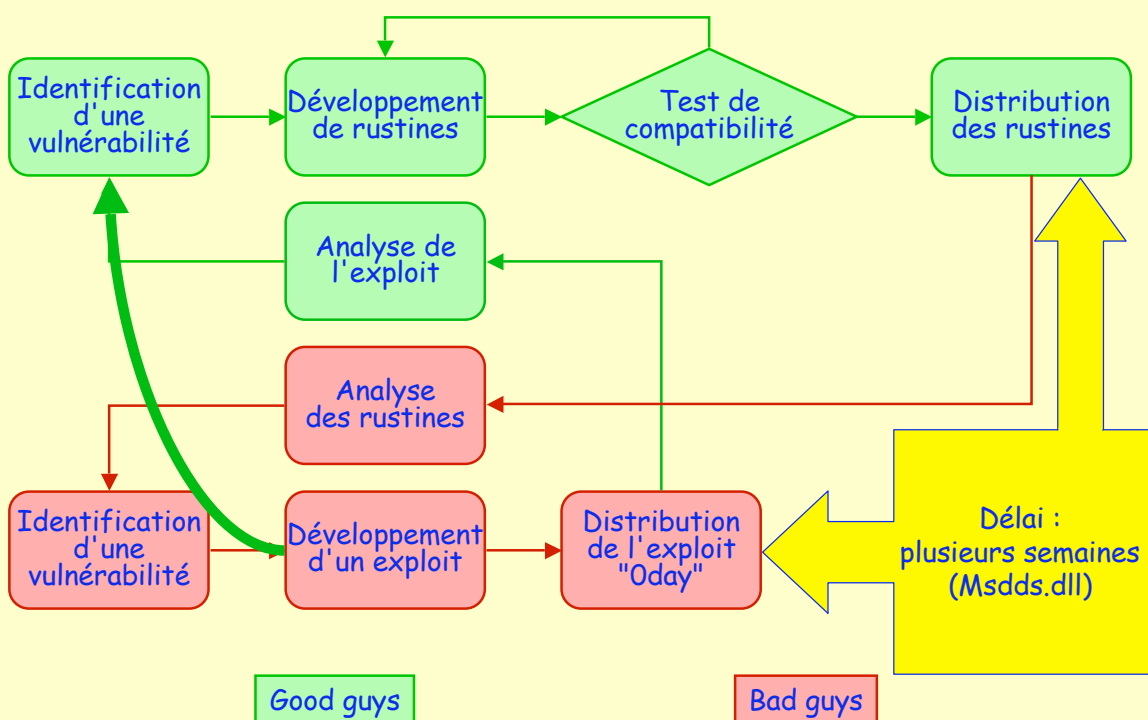 Identification
d'une
vulnérabilité
Développement
de rustines
Test de
compatibilité
Distribution
des rustines
Analyse de
l'exploit
Analyse
des rustines
Identification
d'une
vulnérabilité
Développement
d'un exploit
Distribution
de l'exploit
"0day"
Délai :
plusieurs semaines
(Msdds.dll)
Good guys
Bad guys